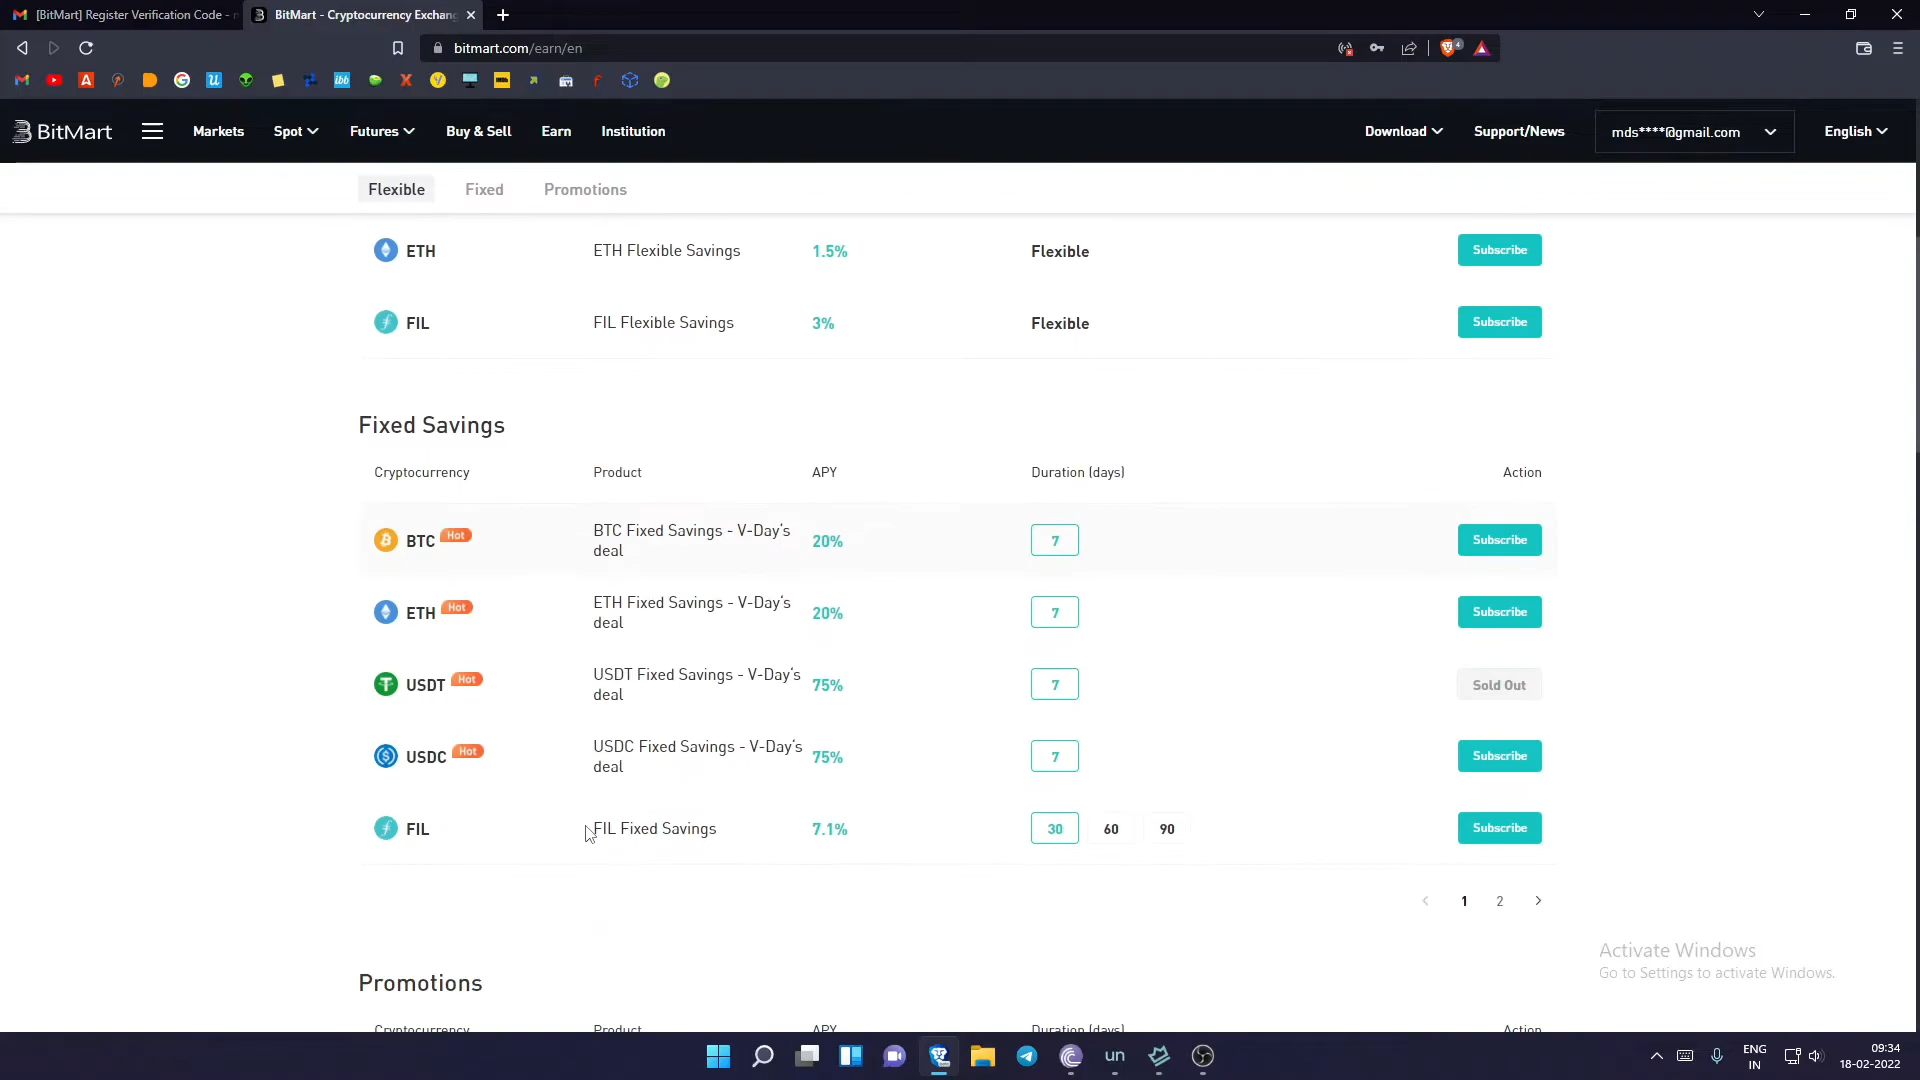 [BitMart] Register Verification Code -
BitMart - Cryptocurrency Exchang
bitmart.com/earn/en
4
BitMart
Markets
Spot
Futures
Buy & Sell
Earn
Institution
Download
Support/News
mds****@gmail.com
English
Flexible
Fixed
Promotions
ETH
ETH Flexible Savings
1.5%
Flexible
Subscribe
FIL
FIL Flexible Savings
3%
Flexible
Subscribe
Fixed Savings
Cryptocurrency
Product
APY
Duration (days)
Action
BTC
Hot
BTC Fixed Savings - V-Day's
deal
20%
7
Subscribe
ETH
Hot
ETH Fixed Savings - V-Day's
deal
20%
7
Subscribe
USDT
Hot
USDT Fixed Savings - V-Day's
deal
75%
7
Sold Out
USDC
Hot
USDC Fixed Savings - V-Day's
deal
75%
7
Subscribe
FIL
FIL Fixed Savings
7.1%
30
60
90
Subscribe
1
2
Activate Windows
Go to Settings to activate Windows.
Promotions
Cryptocurrency
Product
APY
Duration (days)
Action
un
ENG
IN
09:34
18-02-2022